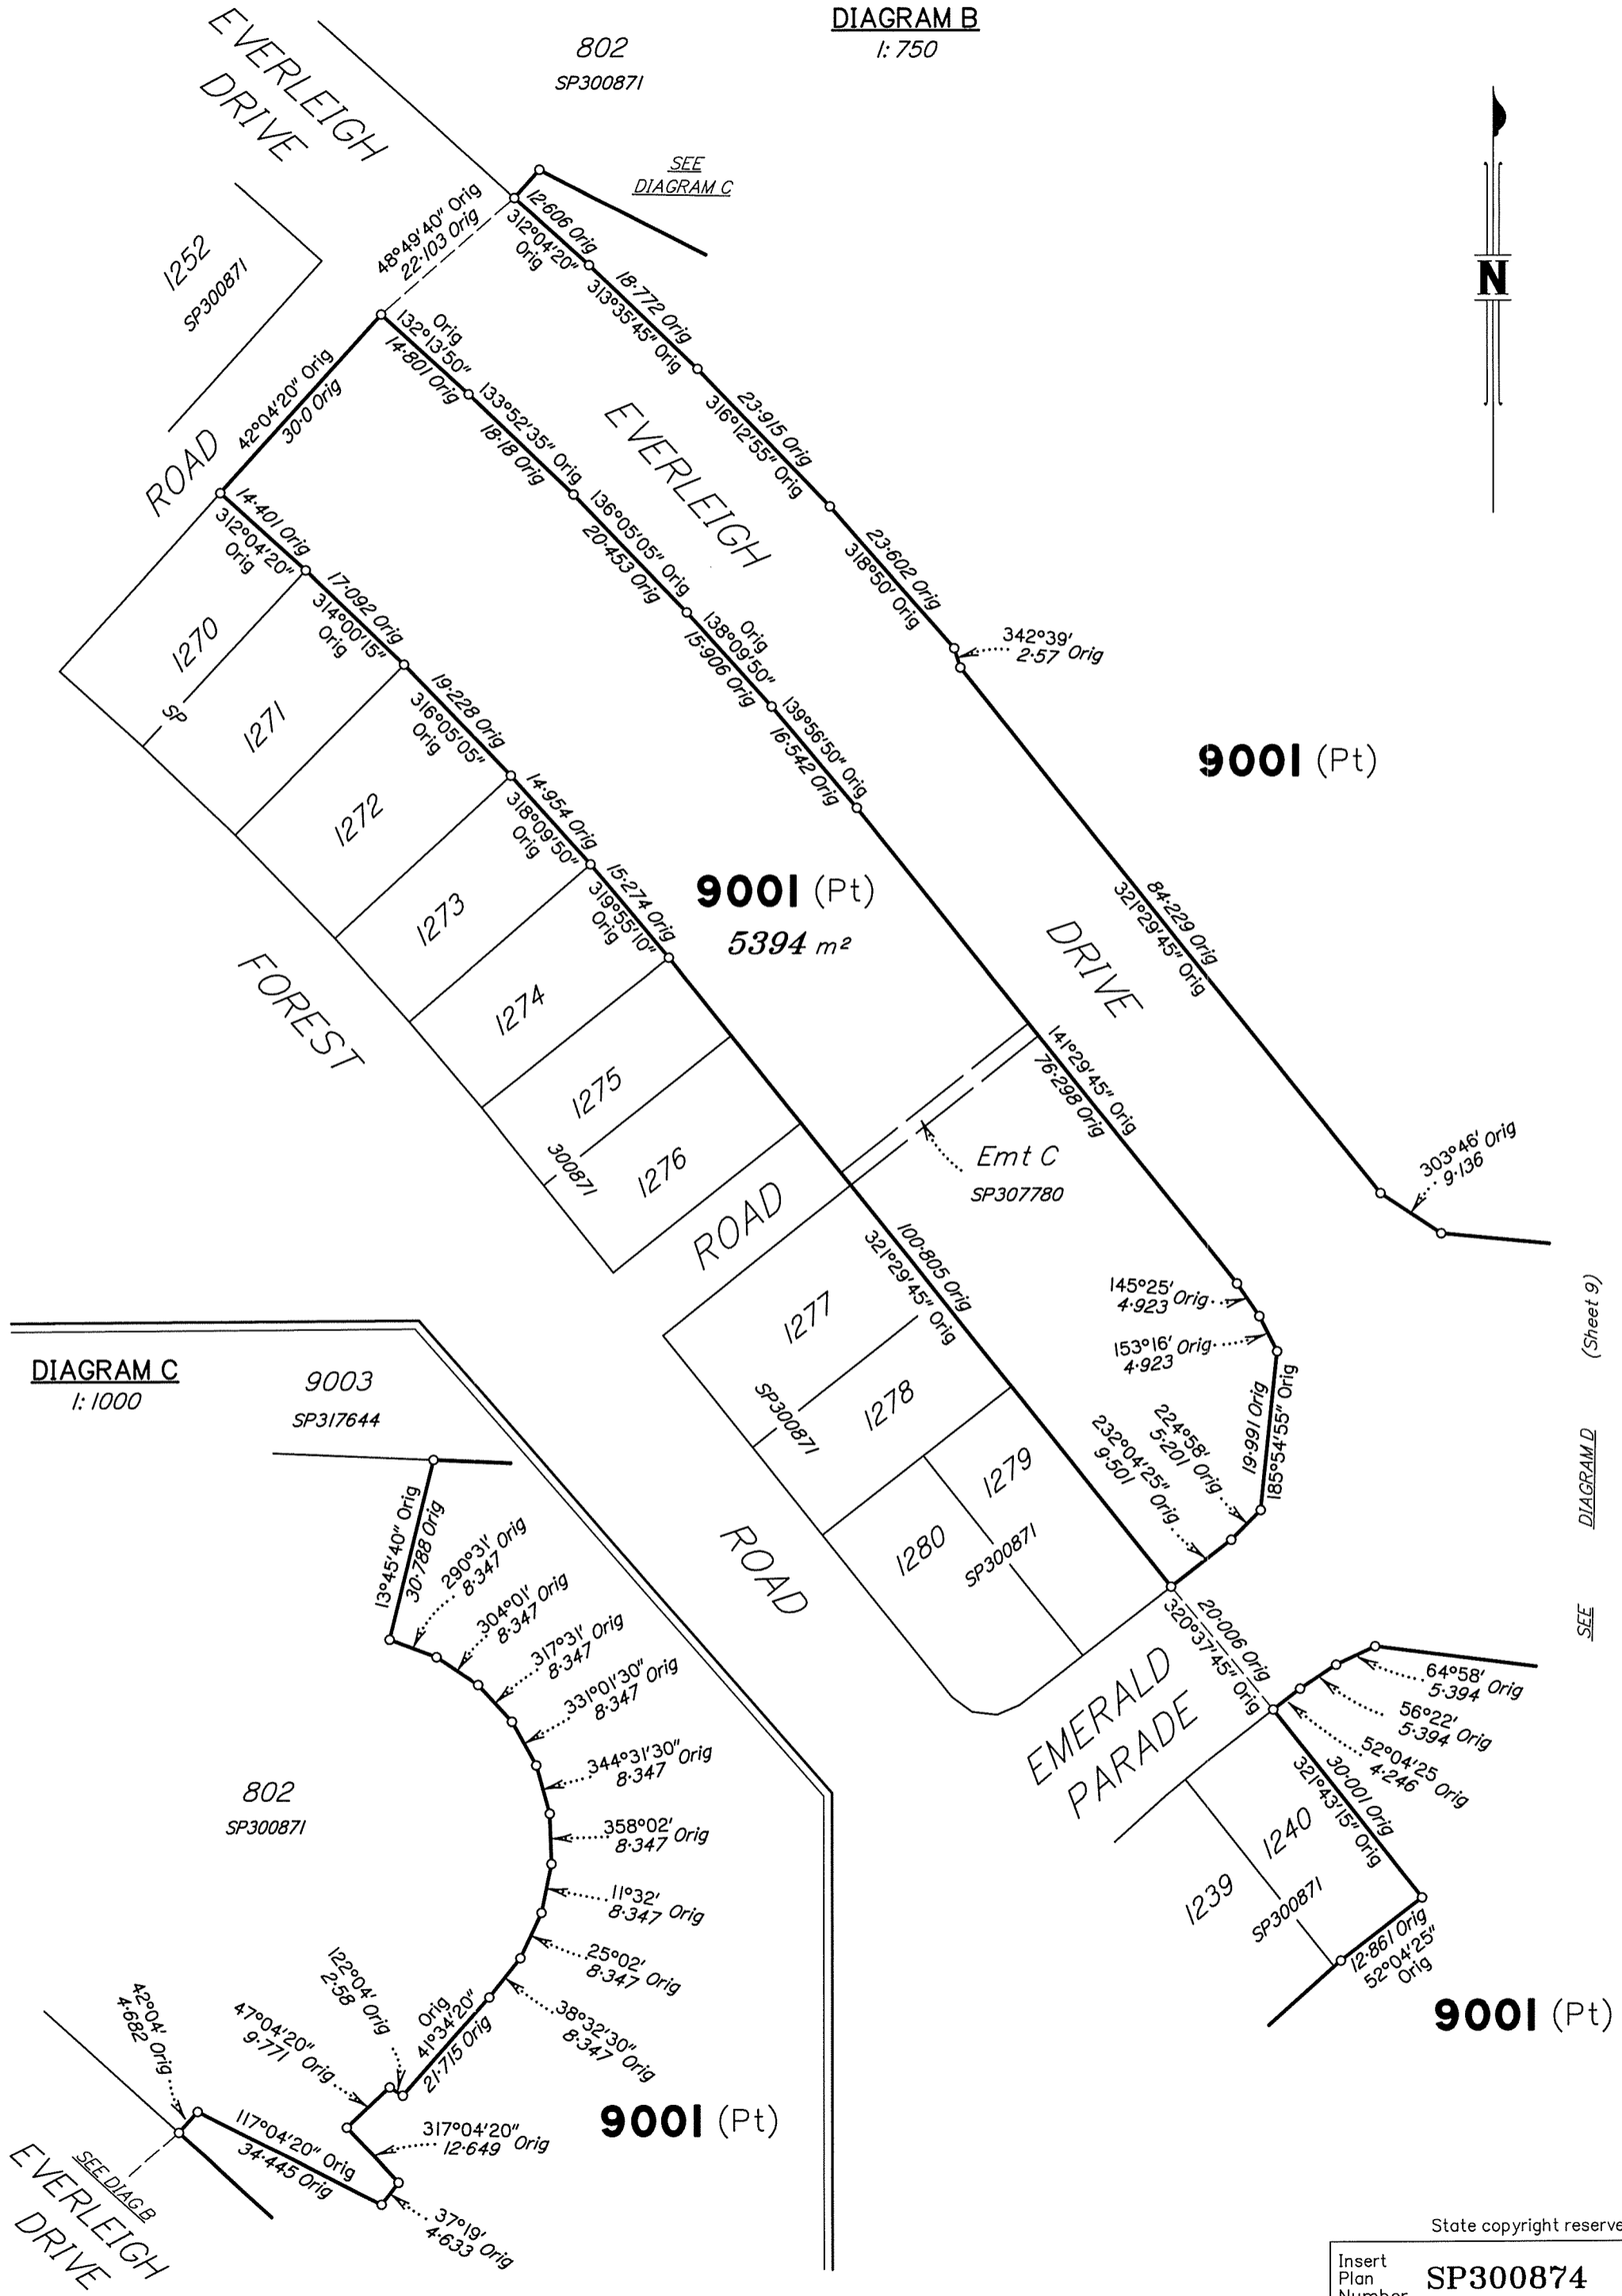 DIAGRAM B
1:750
EVERLEIGH
DRIVE
802
SP300871
SEE
DIAGRAM C
N
1252
SP300871
48°49'40" Orig
22·103 Orig
12·606 Orig
312°04'20"
Orig
18·772 Orig
313°35'45" Orig
23·915 Orig
316°12'55" Orig
23·602 Orig
318°50' Orig
342°39'
2·57 Orig
42°04'20" Orig
30·0 Orig
ROAD
Orig
132°13'50"
14·801 Orig
133°52'35" Orig
18·18 Orig
136°05'05" Orig
20·453 Orig
Orig
138°09'50"
15·906 Orig
139°56'50" Orig
16·542 Orig
EVERLEIGH
DRIVE
14·401 Orig
312°04'20"
Orig
17·092 Orig
314°00'15"
Orig
19·228 Orig
316°05'05"
Orig
14·954 Orig
318°09'50"
Orig
15·274 Orig
319°55'10"
Orig
1270
SP
1271
1272
1273
1274
1275
300871
1276
FOREST
ROAD
9001 (Pt)
5394 m²
9001 (Pt)
84·229 Orig
321°29'45" Orig
141°29'45" Orig
76·298 Orig
Emt C
SP307780
303°46' Orig
9·136
ROAD
100·805 Orig
321°29'45" Orig
1277
SP300871
1278
1279
1280
SP300871
145°25'
4·923 Orig
153°16' Orig
4·923
19·991 Orig
185°54'55" Orig
224°58'
5·201 Orig
232°04'25" Orig
9·501
20·006 Orig
320°37'45" Orig
EMERALD
PARADE
64°58'
5·394 Orig
56°22'
5·394 Orig
52°04'25
4·246 Orig
30·001 Orig
321°43'15" Orig
1240
1239
SP300871
12·861 Orig
52°04'25"
Orig
9001 (Pt)
SEE DIAGRAM D (Sheet 9)
DIAGRAM C
1:1000
9003
SP317644
13°45'40" Orig
30·788 Orig
290°31' Orig
8·347
304°01' Orig
8·347
317°31' Orig
8·347
331°01'30" Orig
8·347
344°31'30" Orig
8·347
358°02'
8·347 Orig
11°32'
8·347 Orig
25°02' Orig
8·347
38°32'30" Orig
8·347
802
SP300871
Orig
41°34'20"
21·715 Orig
122°04' Orig
2·58
47°04'20" Orig
9·771
42°04'
4·682 Orig
117°04'20" Orig
34·445 Orig
317°04'20" Orig
12·649
37°19'
4·633 Orig
9001 (Pt)
SEE DIAG B
EVERLEIGH
DRIVE
State copyright reserve
Insert
Plan
Number
SP300874